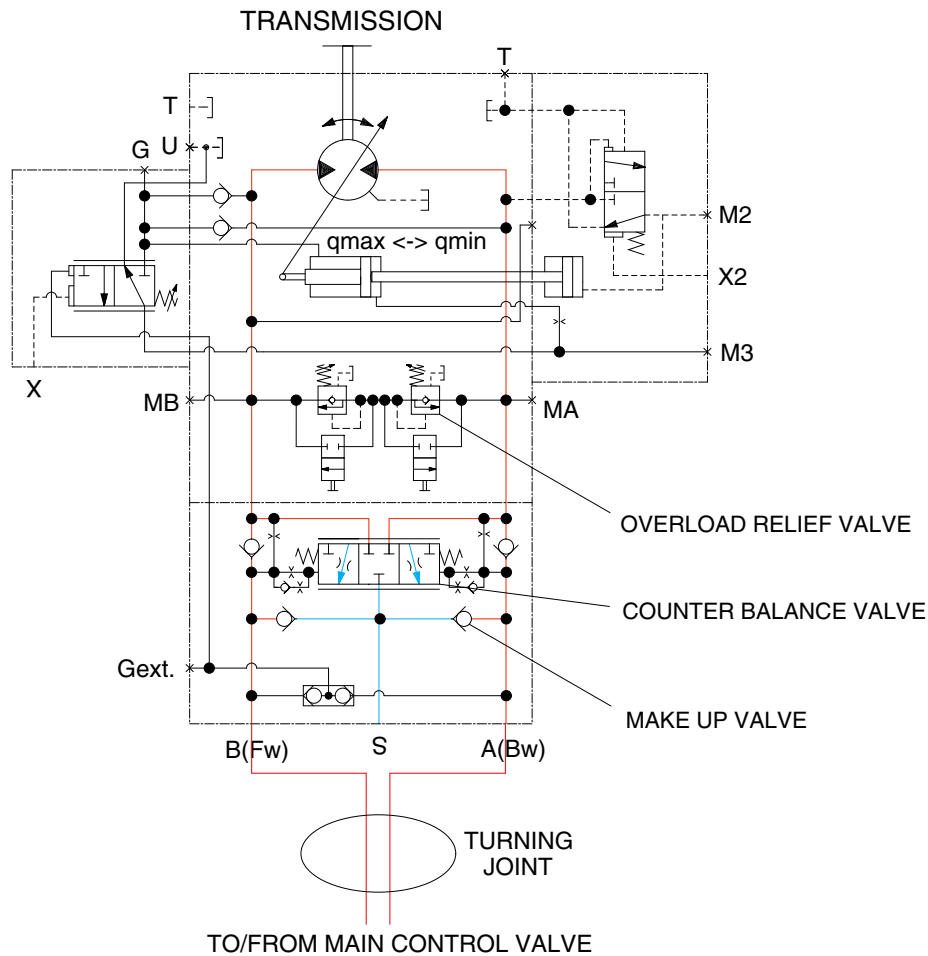 TRANSMISSION
T
T
U
G
M2
qmax <-> qmin
X2
M3
X
MB
MA
OVERLOAD RELIEF VALVE
COUNTER BALANCE VALVE
Gext.
MAKE UP VALVE
B(Fw)
S
A(Bw)
TURNING
JOINT
TO/FROM MAIN CONTROL VALVE